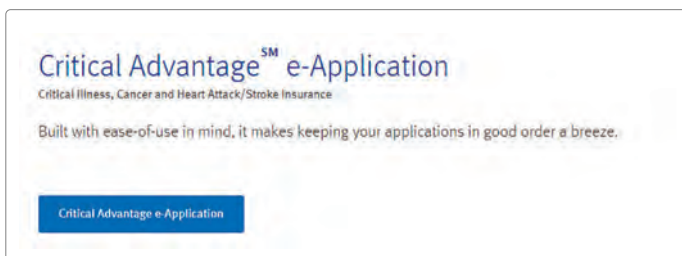 Critical Advantage℠ e-Application
Critical Illness, Cancer and Heart Attack/Stroke Insurance
Built with ease-of-use in mind, it makes keeping your applications in good order a breeze.
Critical Advantage e-Application